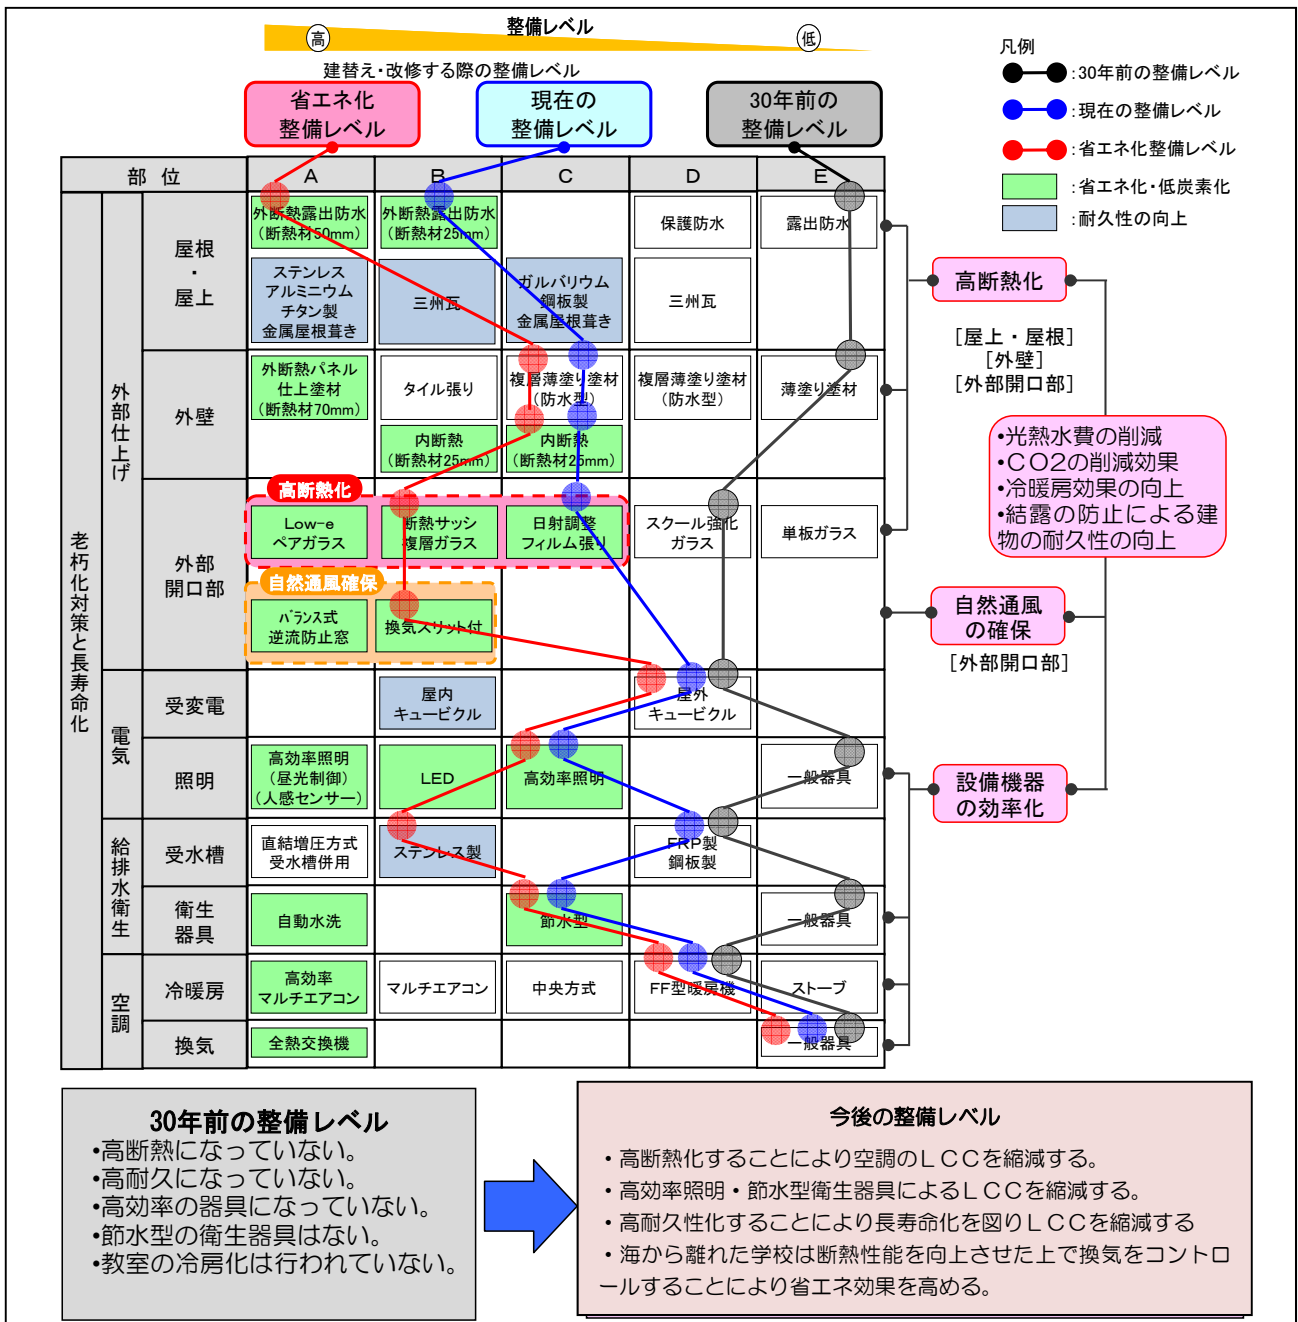 整備レベル
高
低
建替え・改修する際の整備レベル
省エネ化
整備レベル
現在の
整備レベル
30年前の
整備レベル
凡例
:30年前の整備レベル
:現在の整備レベル
:省エネ化整備レベル
:省エネ化・低炭素化
:耐久性の向上
部 位
A
B
C
D
E
老朽化対策と長寿命化
外部仕上げ
屋根
・
屋上
外断熱露出防水
(断熱材50mm)
外断熱露出防水
(断熱材25mm)
保護防水
露出防水
ステンレス
アルミニウム
チタン製
金属屋根葺き
三州瓦
ガルバリウム
鋼板製
金属屋根葺き
三州瓦
外壁
外断熱パネル
仕上塗材
(断熱材70mm)
タイル張り
複層薄塗り塗材
(防水型)
複層薄塗り塗材
(防水型)
薄塗り塗材
内断熱
(断熱材25mm)
内断熱
(断熱材25mm)
外部
開口部
高断熱化
Low-e
ペアガラス
断熱サッシ
複層ガラス
日射調整
フィルム張り
スクール強化
ガラス
単板ガラス
自然通風確保
バランス式
逆流防止窓
換気スリット付
電気
受変電
屋内
キュービクル
屋外
キュービクル
照明
高効率照明
(昼光制御)
(人感センサー)
LED
高効率照明
一般器具
給排水衛生
受水槽
直結増圧方式
受水槽併用
ステンレス製
FRP製
鋼板製
衛生
器具
自動水洗
節水型
一般器具
空調
冷暖房
高効率
マルチエアコン
マルチエアコン
中央方式
FF型暖房機
ストーブ
換気
全熱交換機
一般器具
高断熱化
[屋上・屋根]
[外壁]
[外部開口部]
•光熱水費の削減
•CO2の削減効果
•冷暖房効果の向上
•結露の防止による建
物の耐久性の向上
自然通風
の確保
[外部開口部]
設備機器
の効率化
30年前の整備レベル
•高断熱になっていない。
•高耐久になっていない。
•高効率の器具になっていない。
•節水型の衛生器具はない。
•教室の冷房化は行われていない。
今後の整備レベル
・高断熱化することにより空調のLCCを縮減する。
・高効率照明・節水型衛生器具によるLCCを縮減する。
・高耐久性化することにより長寿命化を図りLCCを縮減する
・海から離れた学校は断熱性能を向上させた上で換気をコントロ
ールすることにより省エネ効果を高める。